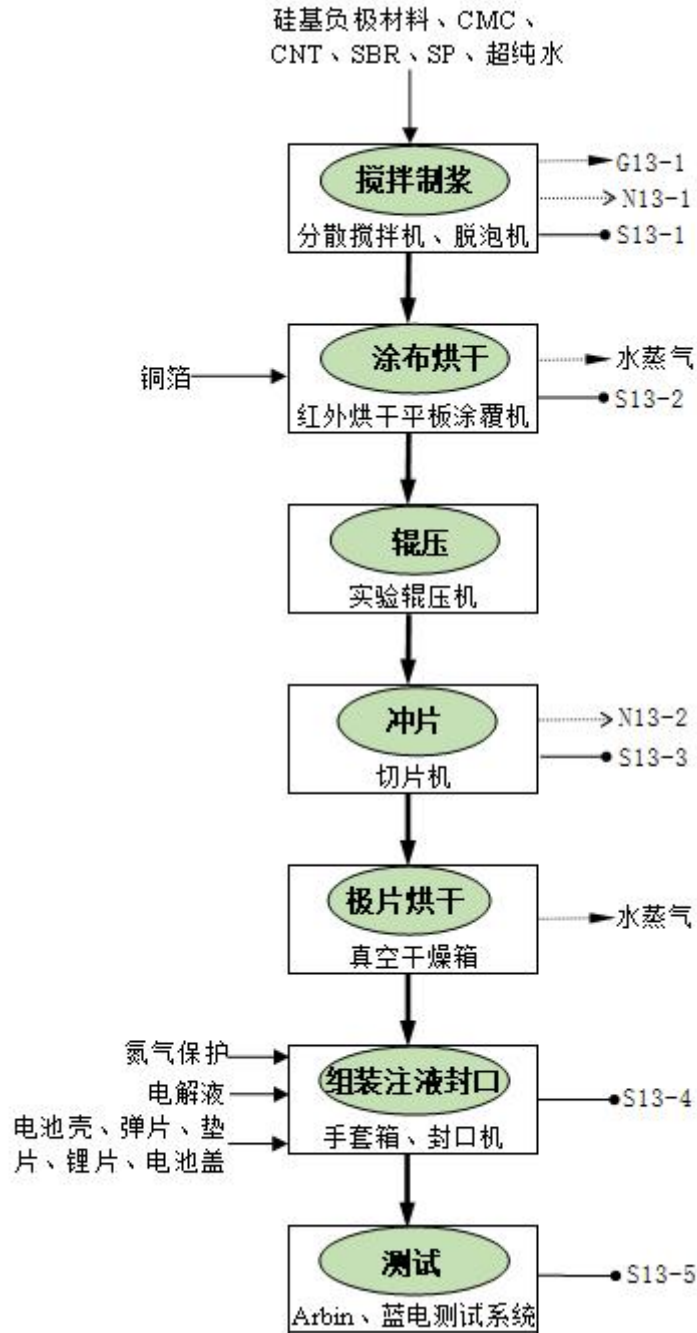 硅基负极材料、CMC、
CNT、SBR、SP、超纯水
搅拌制浆
分散搅拌机、脱泡机
G13-1
N13-1
S13-1
铜箔
涂布烘干
红外烘干平板涂覆机
水蒸气
S13-2
辊压
实验辊压机
冲片
切片机
N13-2
S13-3
极片烘干
真空干燥箱
水蒸气
氮气保护
电解液
电池壳、弹片、垫
片、锂片、电池盖
组装注液封口
手套箱、封口机
S13-4
测试
Arbin、蓝电测试系统
S13-5